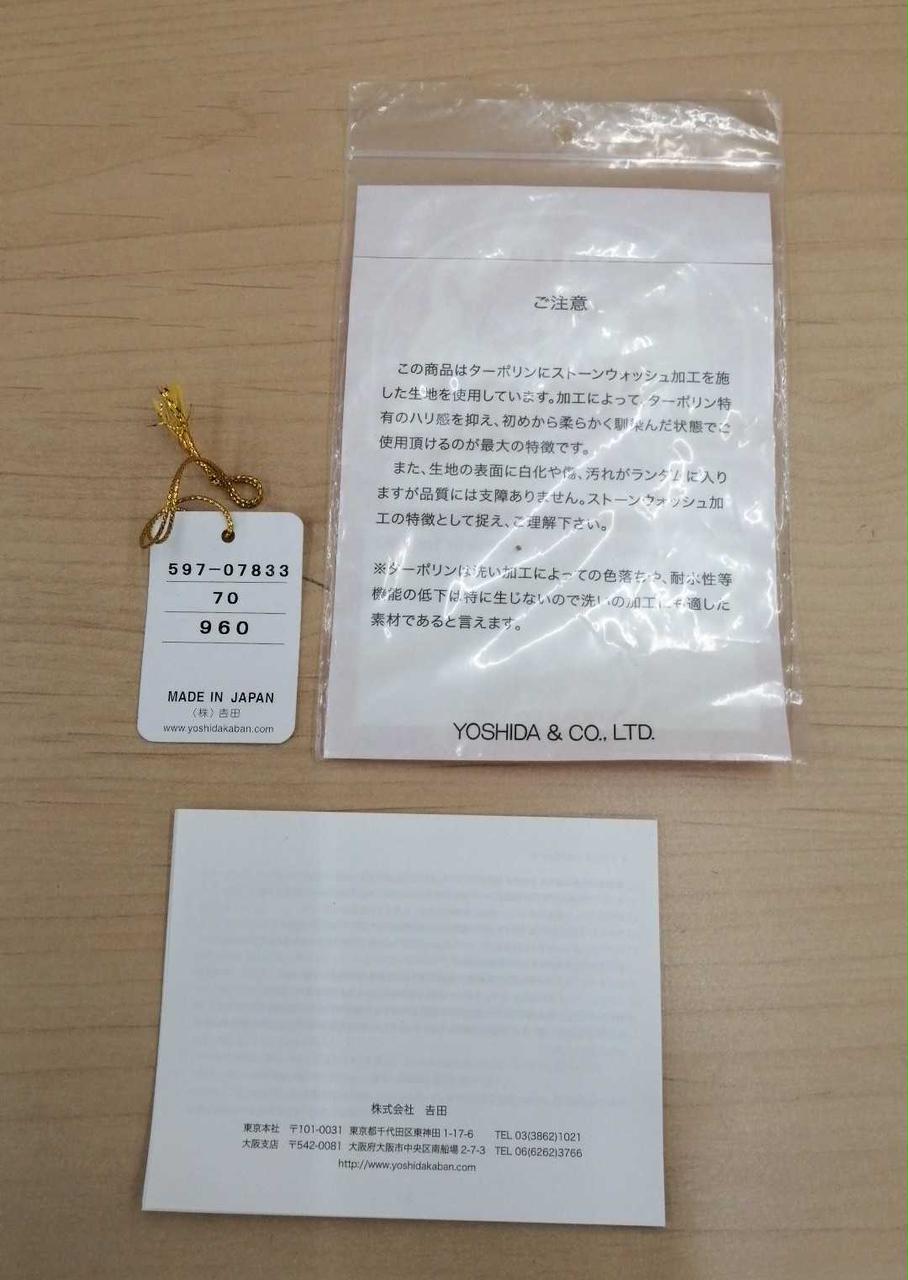 ご注意
この商品はターポリンにストーンウォッシュ加工を施
した生地を使用しています。加工によって、ターポリン特
有のハリ感を抑え、初めから柔らかく馴染んだ状態でご
使用頂けるのが最大の特徴です。
また、生地の表面に白化や傷、汚れがランダムに入り
ますが品質には支障ありません。ストーンウォッシュ加
工の特徴として捉え、ご理解下さい。
※ターポリンは洗い加工によっての色落ちや、耐水性等
機能の低下は特に生じないので洗いの加工にも適した
素材であると言えます。
YOSHIDA & CO., LTD.
597-07833
70
960
MADE IN JAPAN
〈株〉𠮷田
www.yoshidakaban.com
株式会社 𠮷田
東京本社 〒101-0031 東京都千代田区東神田 1-17-6 TEL 03(3862)1021
大阪支店 〒542-0081 大阪府大阪市中央区南船場 2-7-3 TEL 06(6262)3766
http://www.yoshidakaban.com